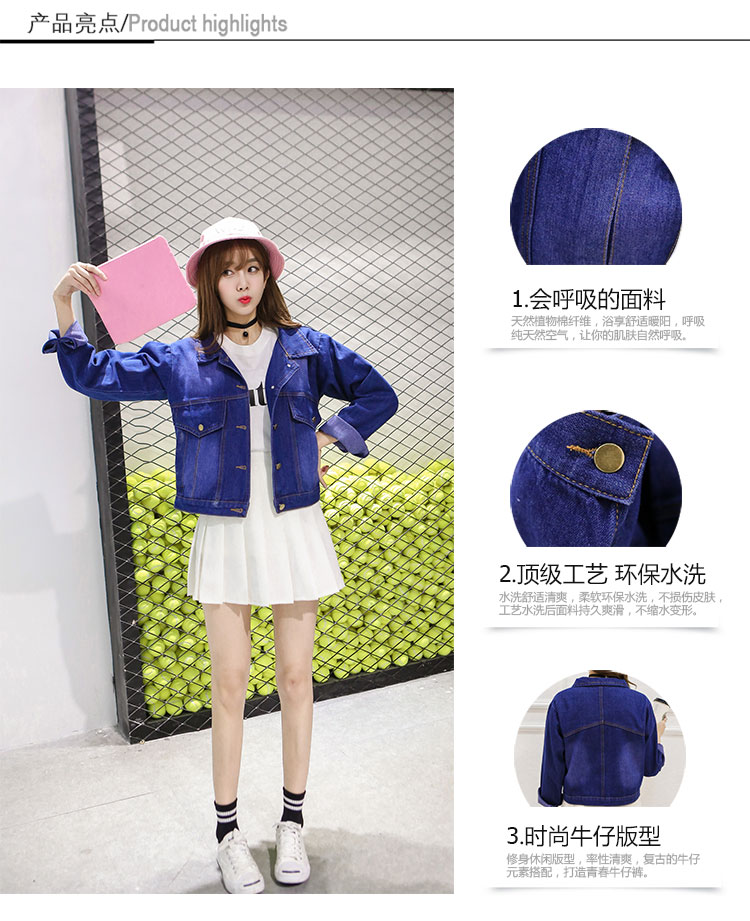 产品亮点/Product highlights
1.会呼吸的面料
天然植物棉纤维，浴享舒适暖阳，呼吸
纯天然空气，让你的肌肤自然呼吸。
2.顶级工艺 环保水洗
水洗舒适清爽，柔软环保水洗，不损伤皮肤，
工艺水洗后面料持久爽滑，不缩水变形。
3.时尚牛仔版型
修身休闲版型，率性清爽，复古的牛仔
元素搭配，打造青春牛仔裤。